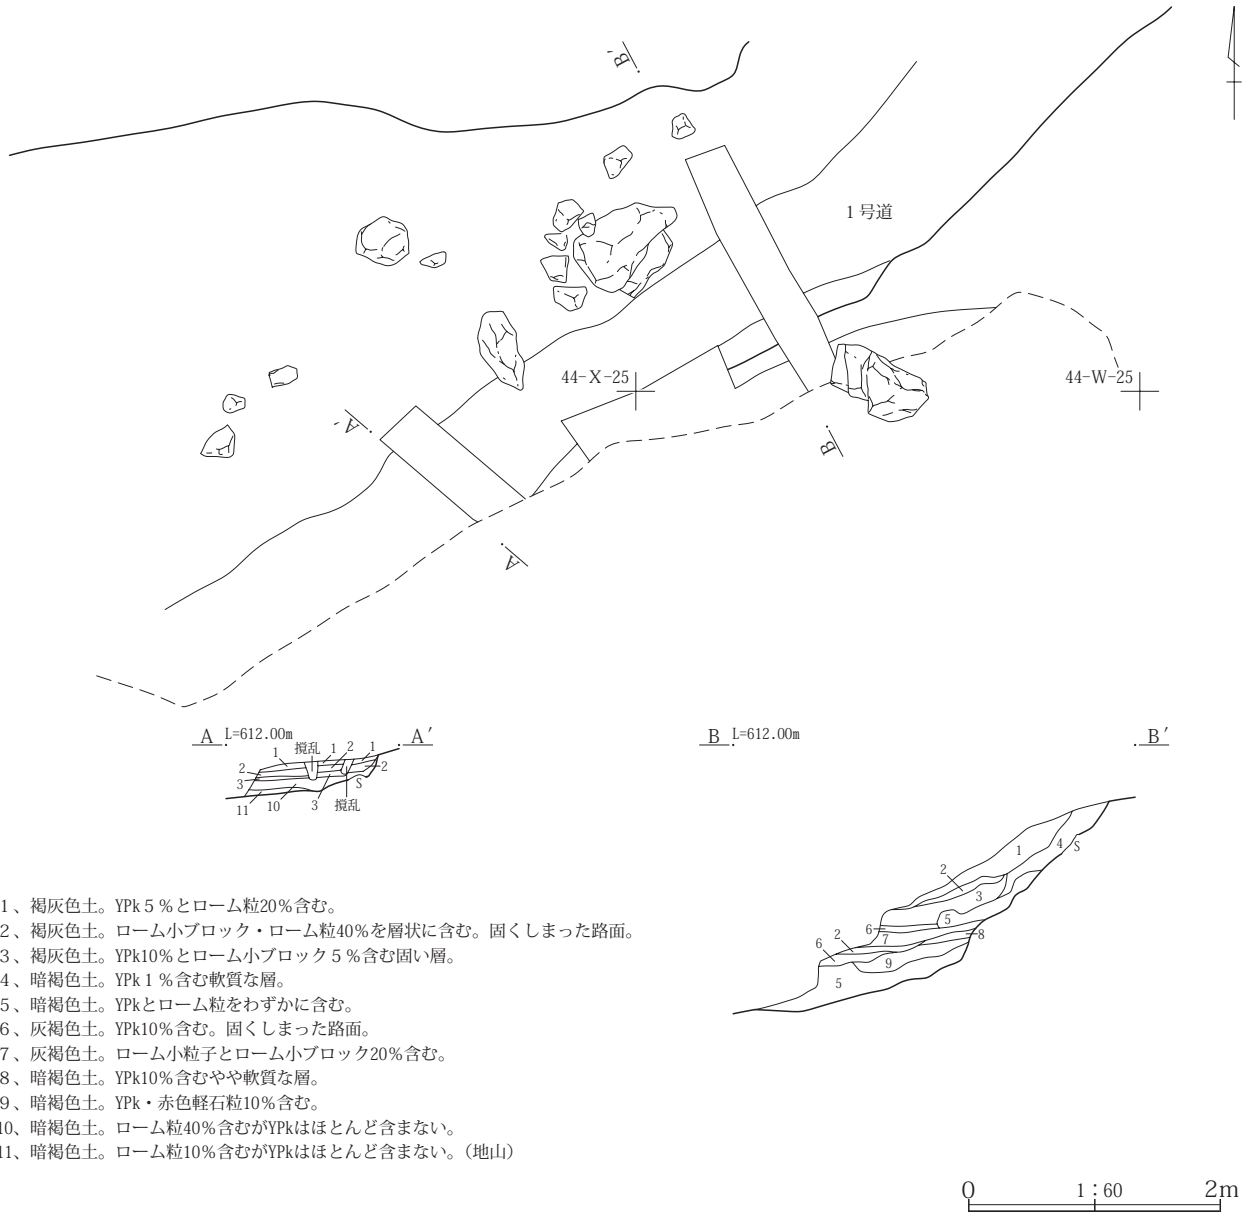 B′
1号道
44-X-25
44-W-25
A′
B
A
A L=612.00m A′
1 撹乱 1 2 1
2 2
3 S
11 10 3 撹乱
B L=612.00m B′
1
4 S
2
3
5
6 2 7 8
6 9
5
1、褐灰色土。YPk5%とローム粒20%含む。
2、褐灰色土。ローム小ブロック・ローム粒40%を層状に含む。固くしまった路面。
3、褐灰色土。YPk10%とローム小ブロック5%含む固い層。
4、暗褐色土。YPk1%含む軟質な層。
5、暗褐色土。YPkとローム粒をわずかに含む。
6、灰褐色土。YPk10%含む。固くしまった路面。
7、灰褐色土。ローム小粒子とローム小ブロック20%含む。
8、暗褐色土。YPk10%含むやや軟質な層。
9、暗褐色土。YPk・赤色軽石粒10%含む。
10、暗褐色土。ローム粒40%含むがYPkはほとんど含まない。
11、暗褐色土。ローム粒10%含むがYPkはほとんど含まない。（地山）
0 1:60 2m